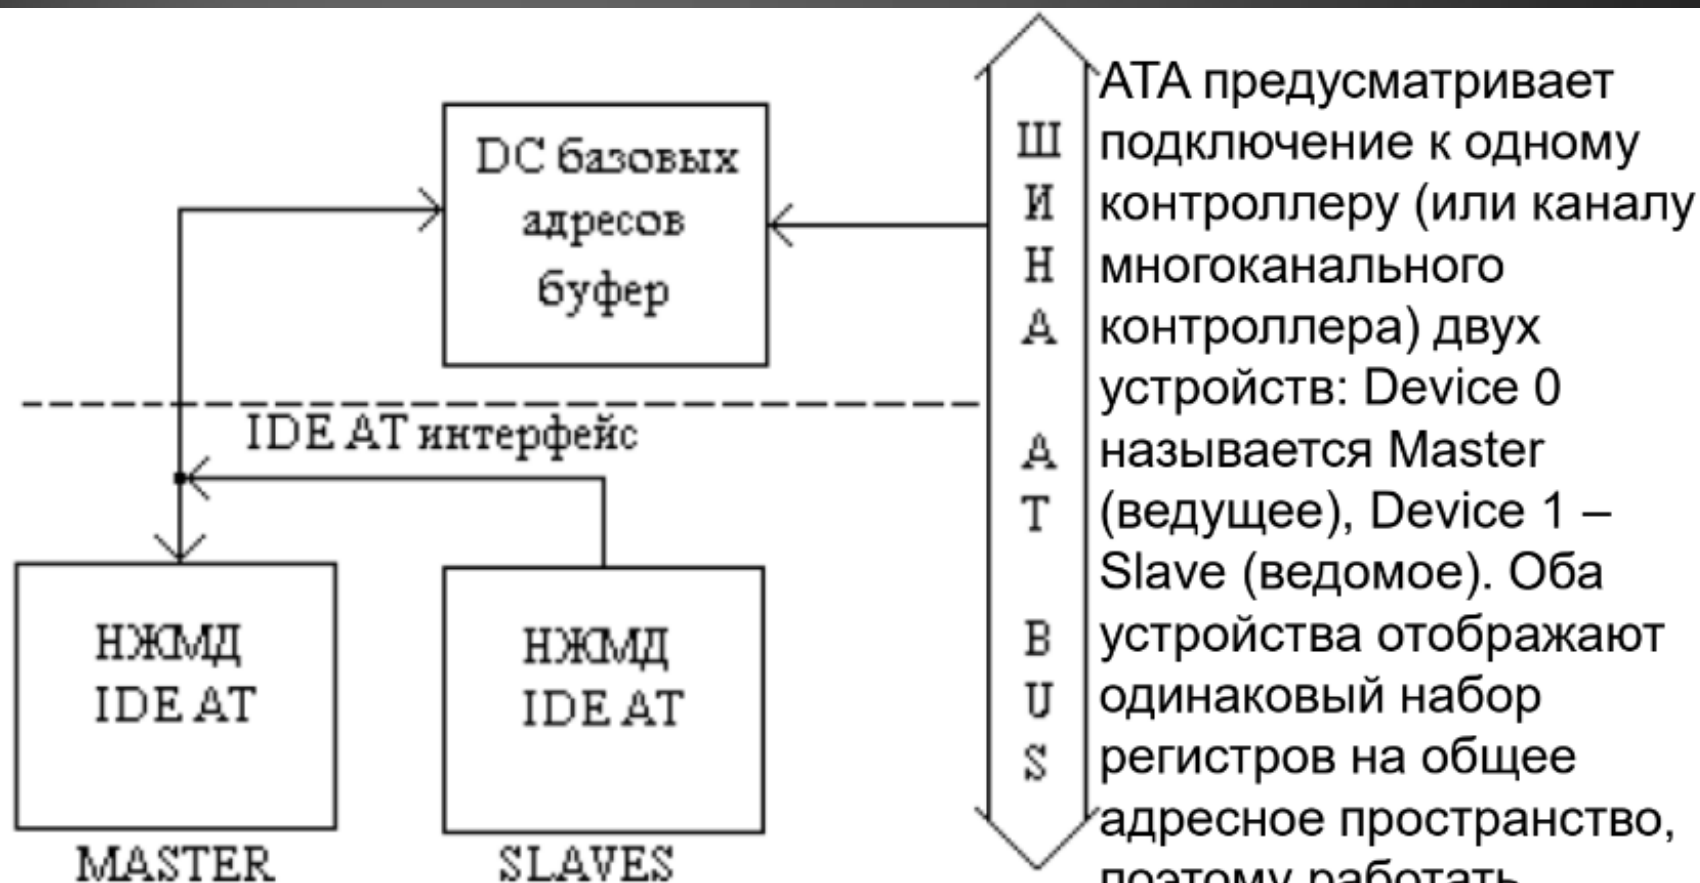 DC базовых
адресов
буфер
IDE AT интерфейс
НЖМД
IDE AT
MASTER
НЖМД
IDE AT
SLAVES
Ш
И
Н
А
A
T
B
U
S
АТА предусматривает
подключение к одному
контроллеру (или каналу
многоканального
контроллера) двух
устройств: Device 0
называется Master
(ведущее), Device 1 –
Slave (ведомое). Оба
устройства отображают
одинаковый набор
регистров на общее
адресное пространство,
поэтому работать